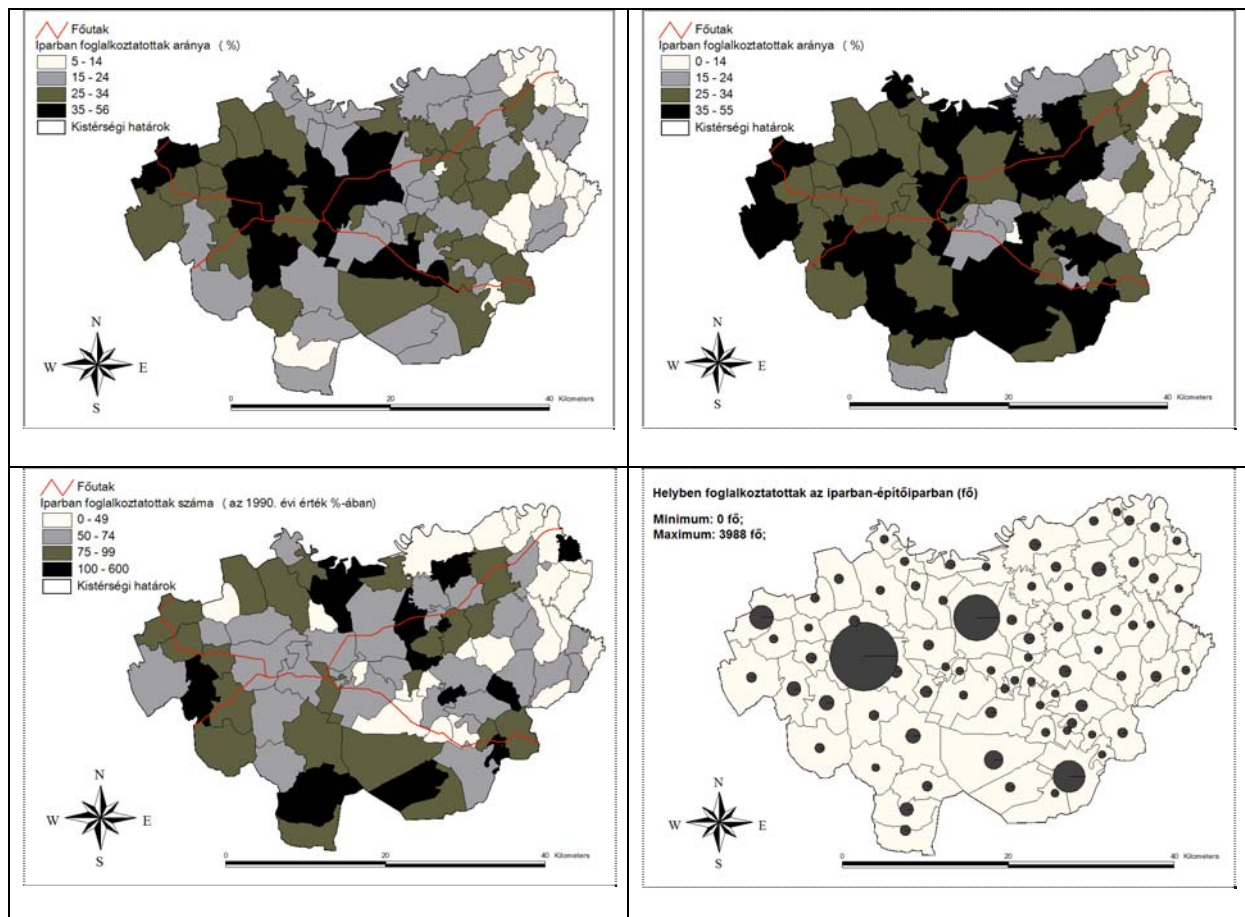 Főutak
Iparban foglalkoztatottak aránya ( %)
5 - 14
15 - 24
25 - 34
35 - 56
Kistérségi határok
N
W E
S
0 20 40 Kilometers
Főutak
Iparban foglalkoztatottak aránya ( %)
0 - 14
15 - 24
25 - 34
35 - 55
Kistérségi határok
N
W E
S
0 20 40 Kilometers
Főutak
Iparban foglalkoztatottak száma ( az 1990. évi érték %-ában)
0 - 49
50 - 74
75 - 99
100 - 600
Kistérségi határok
N
W E
S
0 20 40 Kilometers
Helyben foglalkoztatottak az iparban-építőiparban (fő)
Minimum: 0 fő;
Maximum: 3988 fő;
N
W E
S
0 20 40 Kilometers